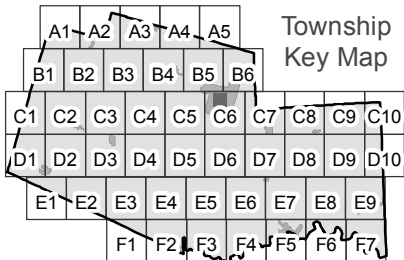 Township
Key Map
A1 A2 A3 A4 A5
B1 B2 B3 B4 B5 B6
C1 C2 C3 C4 C5 C6 C7 C8 C9 C10
D1 D2 D3 D4 D5 D6 D7 D8 D9 D10
E1 E2 E3 E4 E5 E6 E7 E8 E9
F1 F2 F3 F4 F5 F6 F7